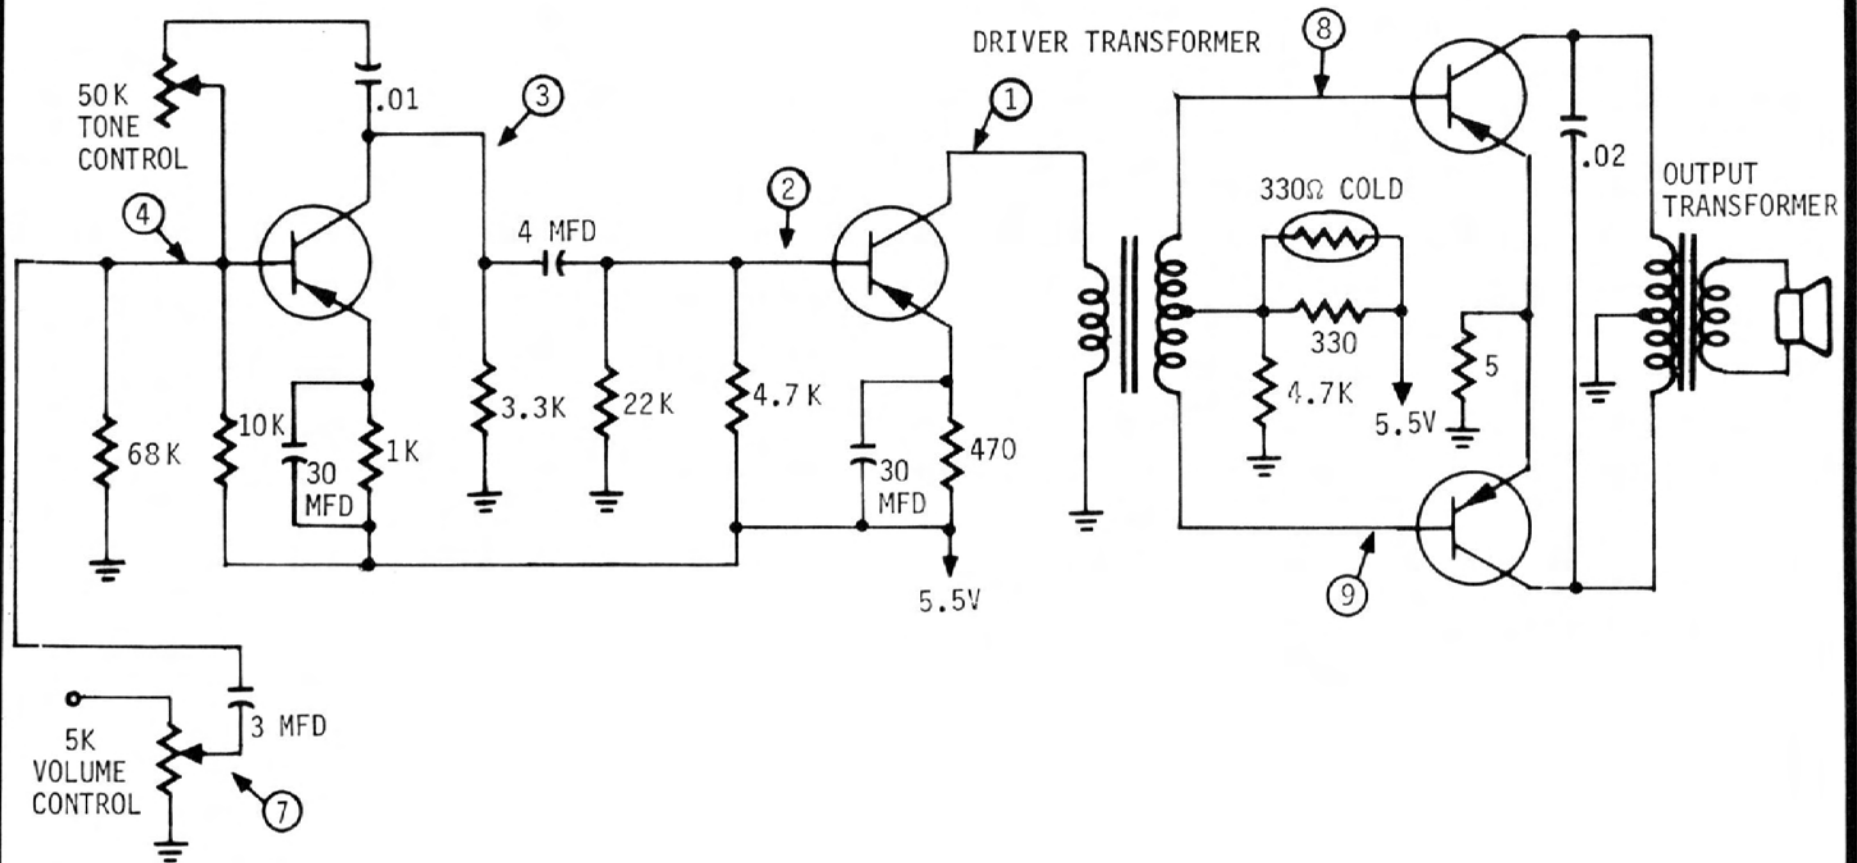 DRIVER TRANSFORMER
8
50K
TONE
CONTROL
.01
3
1
.02
OUTPUT
TRANSFORMER
330Ω COLD
4
2
4 MFD
330
5
4.7K
5.5V
68K
10K
30
MFD
1K
3.3K
22K
4.7K
30
MFD
470
5.5V
9
3 MFD
5K
VOLUME
CONTROL
7